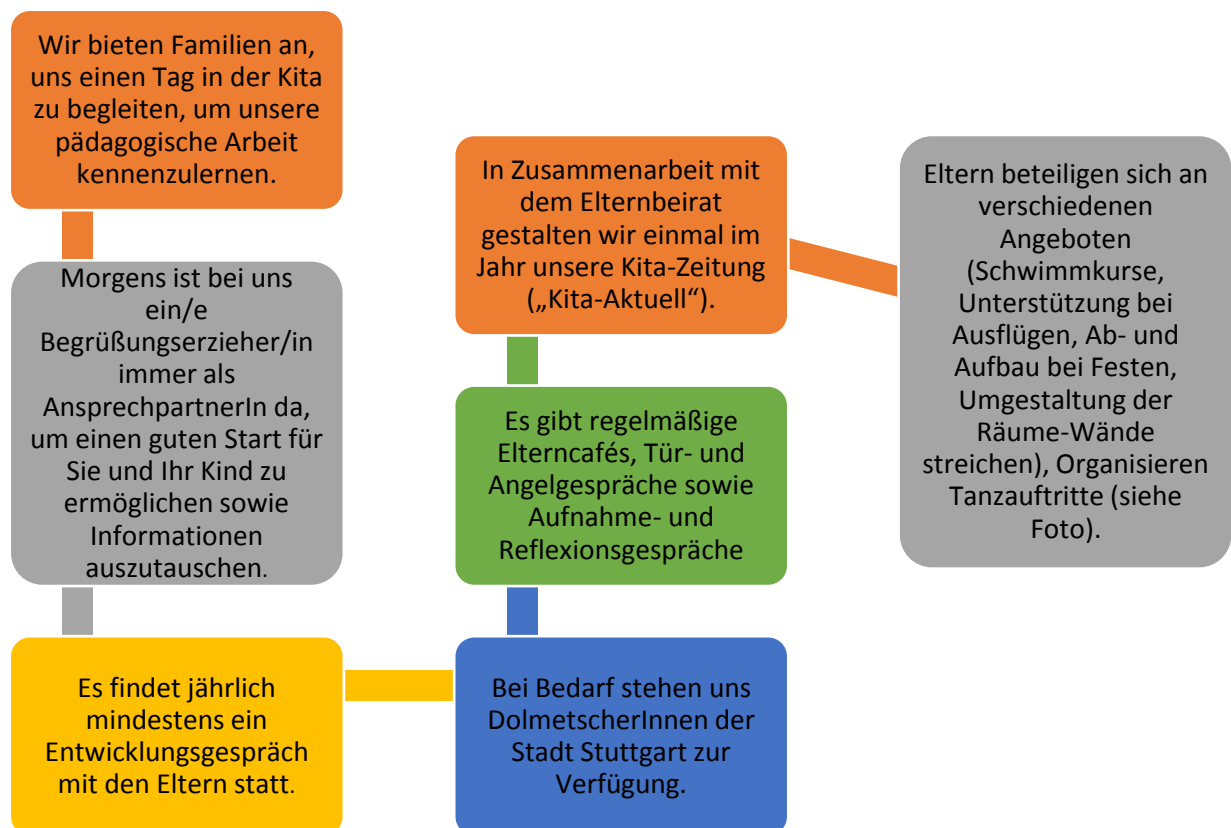 Wir bieten Familien an,
uns einen Tag in der Kita
zu begleiten, um unsere
pädagogische Arbeit
kennenzulernen.
Morgens ist bei uns
ein/e
Begrüßungserzieher/in
immer als
AnsprechpartnerIn da,
um einen guten Start für
Sie und Ihr Kind zu
ermöglichen sowie
Informationen
auszutauschen.
Es findet jährlich
mindestens ein
Entwicklungsgespräch
mit den Eltern statt.
Bei Bedarf stehen uns
DolmetscherInnen der
Stadt Stuttgart zur
Verfügung.
Es gibt regelmäßige
Elterncafés, Tür- und
Angelgespräche sowie
Aufnahme- und
Reflexionsgespräche
In Zusammenarbeit mit
dem Elternbeirat
gestalten wir einmal im
Jahr unsere Kita-Zeitung
(„Kita-Aktuell“).
Eltern beteiligen sich an
verschiedenen
Angeboten
(Schwimmkurse,
Unterstützung bei
Ausflügen, Ab- und
Aufbau bei Festen,
Umgestaltung der
Räume-Wände
streichen), Organisieren
Tanzauftritte (siehe
Foto).